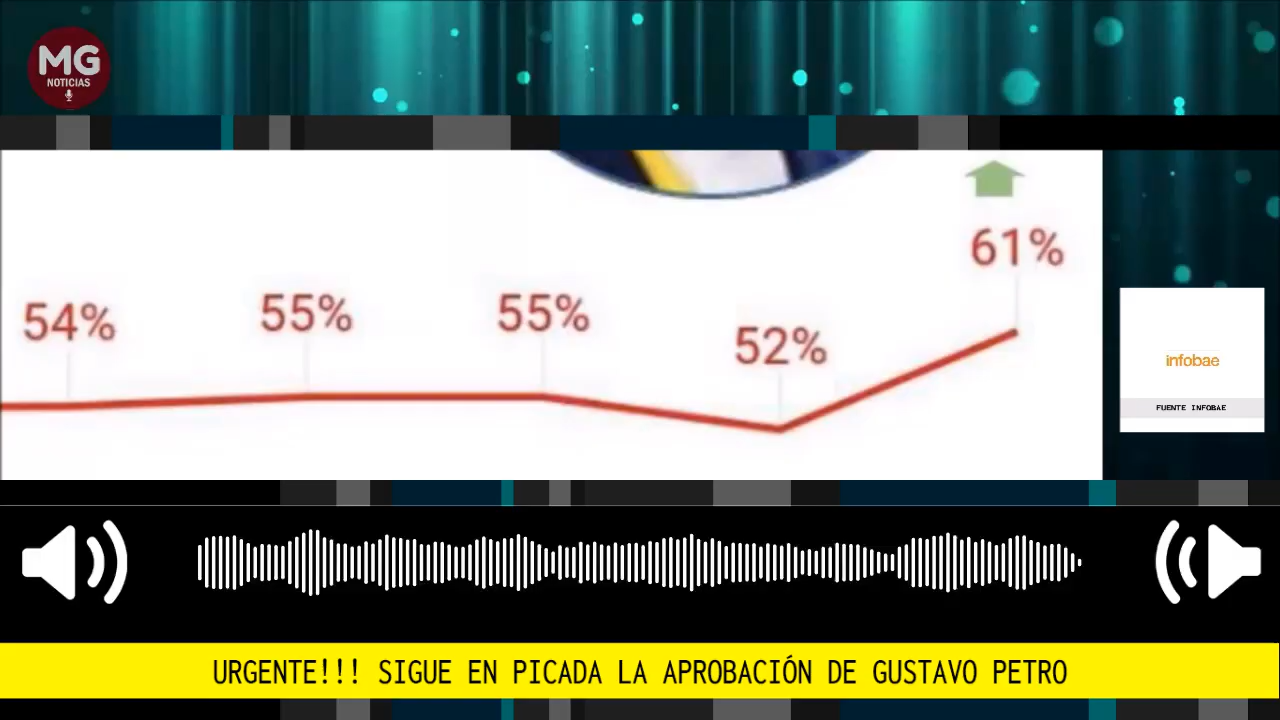 MG
NOTICIAS
61%
54%
55%
55%
52%
infobae
FUENTE INFOBAE
URGENTE!!! SIGUE EN PICADA LA APROBACIÓN DE GUSTAVO PETRO